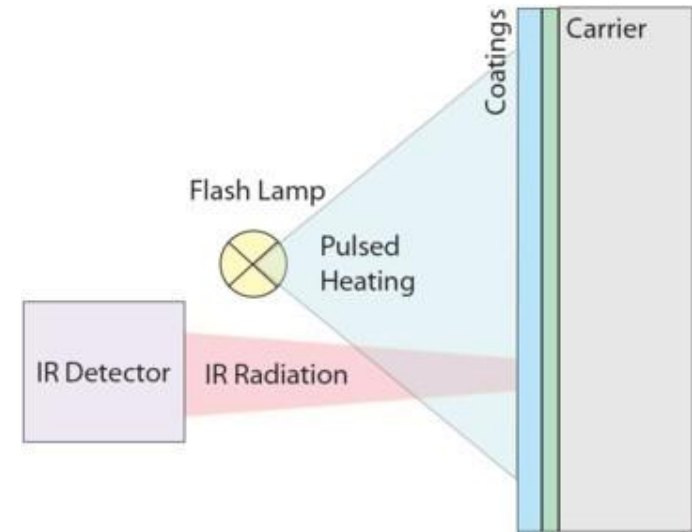 Coatings
Carrier
Flash Lamp
Pulsed
Heating
IR Detector
IR Radiation